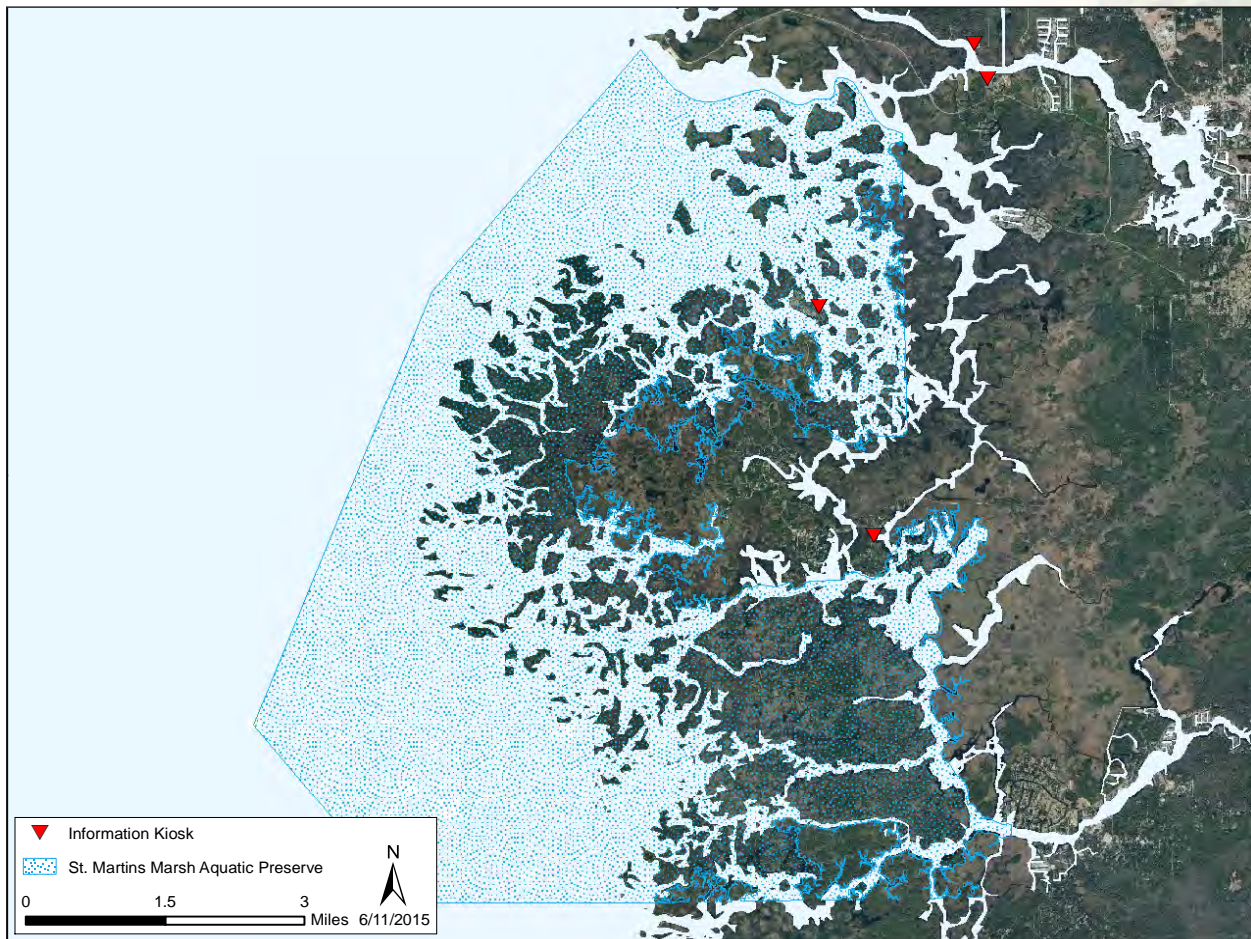 Information Kiosk
St. Martins Marsh Aquatic Preserve
N
0 1.5 3
Miles 6/11/2015